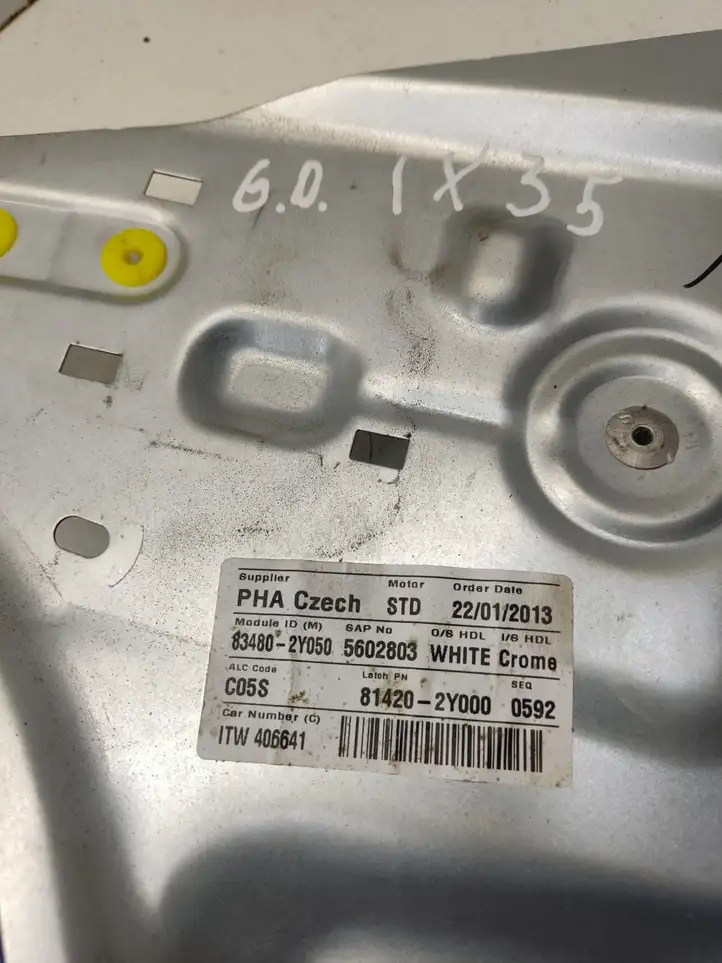 G.D. IX35
Supplier Motor Order Date
PHA Czech STD 22/01/2013
Module ID (M) SAP No O/S HDL I/S HDL
83480-2Y050 5602803 WHITE Crome
ALC Code Latch PN SEQ
C05S 81420-2Y000 0592
Car Number (C)
ITW 406641